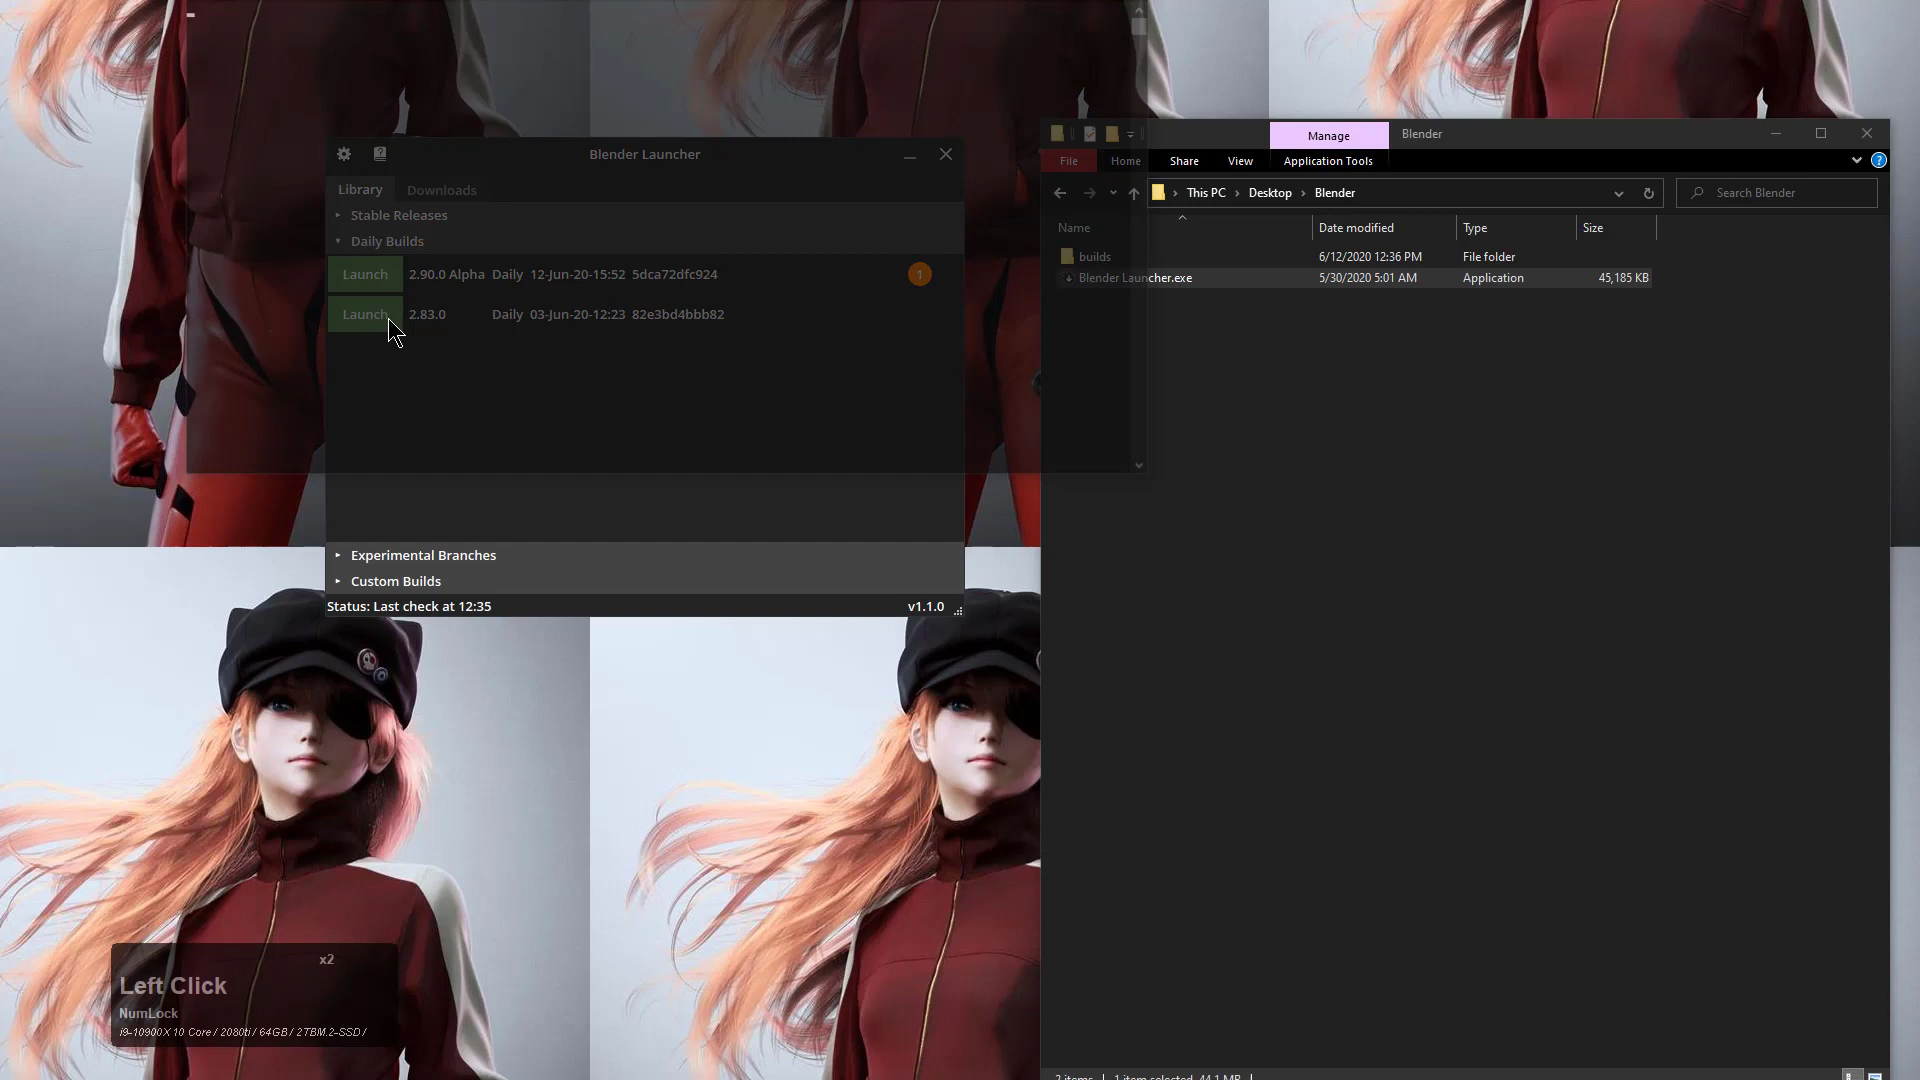 Blender Launcher
Library
Downloads
Stable Releases
Daily Builds
Launch 2.90.0 Alpha Daily 12-Jun-20-15:52 5dca72dfc924 1
Launch 2.83.0 Daily 03-Jun-20-12:23 82e3bd4bbb82
Experimental Branches
Custom Builds
Status: Last check at 12:35
v1.1.0
Manage
Blender
File
Home
Share
View
Application Tools
?
This PC
Desktop
Blender
Search Blender
Name
Date modified
Type
Size
builds
6/12/2020 12:36 PM
File folder
Blender Launcher.exe
5/30/2020 5:01 AM
Application
45,185 KB
2 items
1 item selected 44.1 MB
x2
Left Click
NumLock
i9-10900X 10 Core / 2080ti / 64GB / 2TBM.2-SSD /